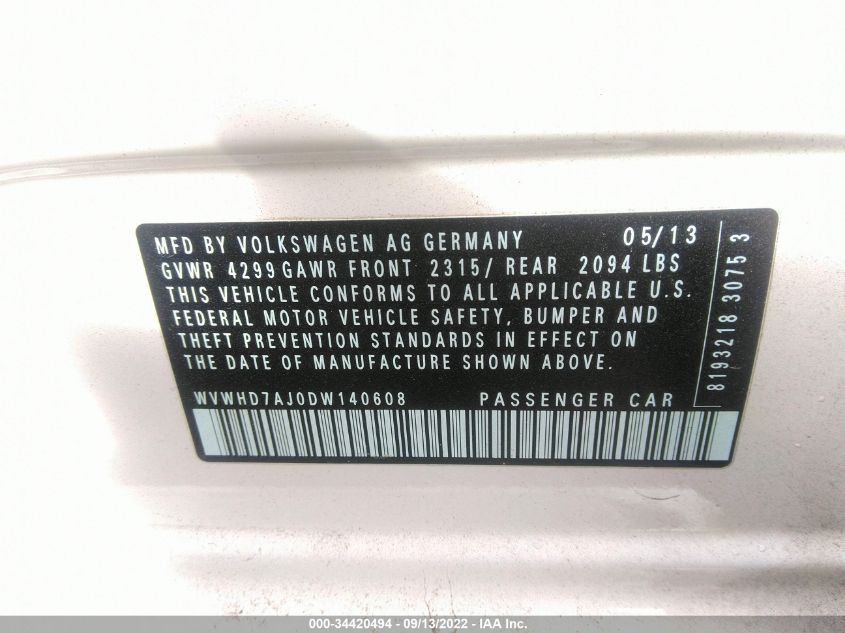 MFD BY VOLKSWAGEN AG GERMANY 05/13
GVWR 4299 GAWR FRONT 2315/ REAR 2094 LBS
THIS VEHICLE CONFORMS TO ALL APPLICABLE U.S.
FEDERAL MOTOR VEHICLE SAFETY, BUMPER AND
THEFT PREVENTION STANDARDS IN EFFECT ON
THE DATE OF MANUFACTURE SHOWN ABOVE.
WVWHD7AJ0DW140608 PASSENGER CAR
8193218 3075 3
000-34420494 - 09/13/2022 - IAA Inc.